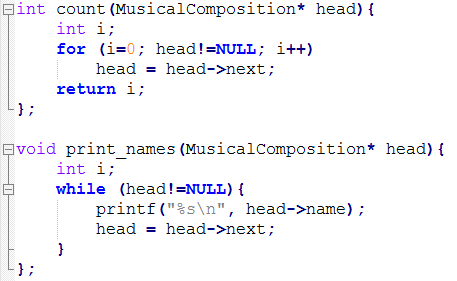 int count(MusicalComposition* head){
    int i;
    for (i=0; head!=NULL; i++)
        head = head->next;
    return i;
};

void print_names(MusicalComposition* head){
    int i;
    while (head!=NULL){
        printf("%s\n", head->name);
        head = head->next;
    }
};